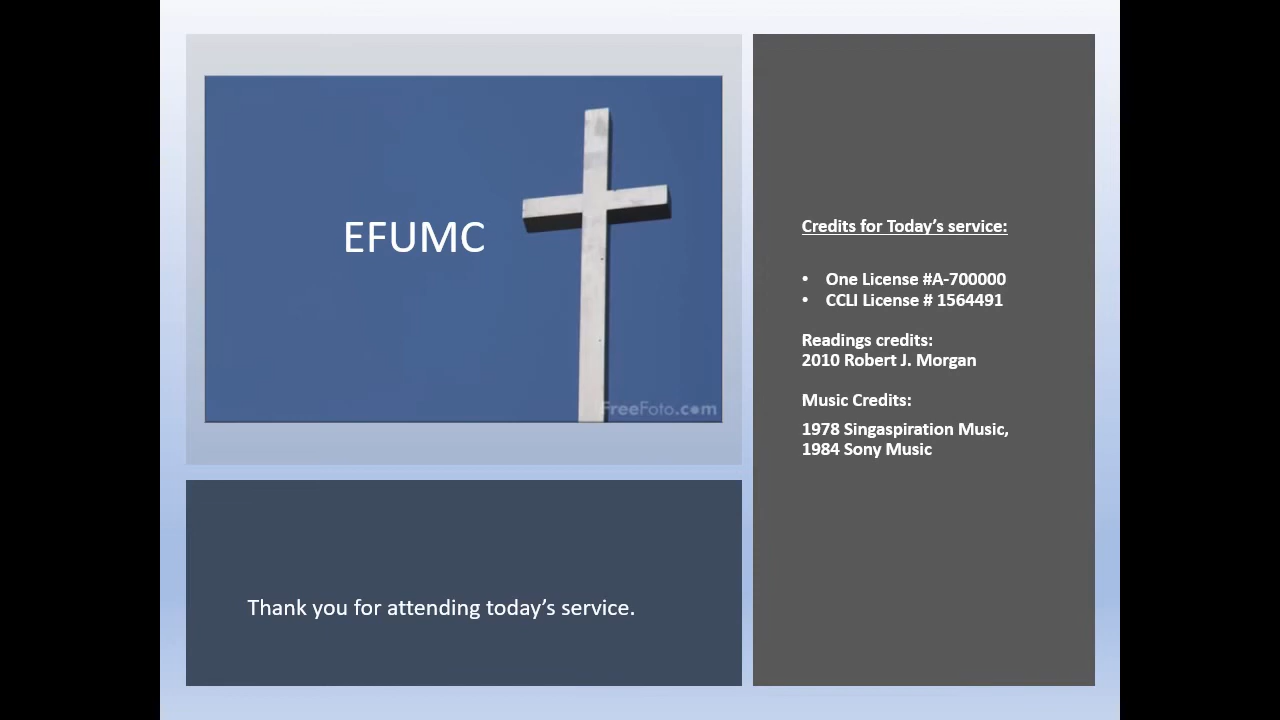 EFUMC
FreeFoto.com
Thank you for attending today's service.
Credits for Today's service:
• One License #A-700000
• CCLI License # 1564491
Readings credits:
2010 Robert J. Morgan
Music Credits:
1978 Singaspiration Music,
1984 Sony Music